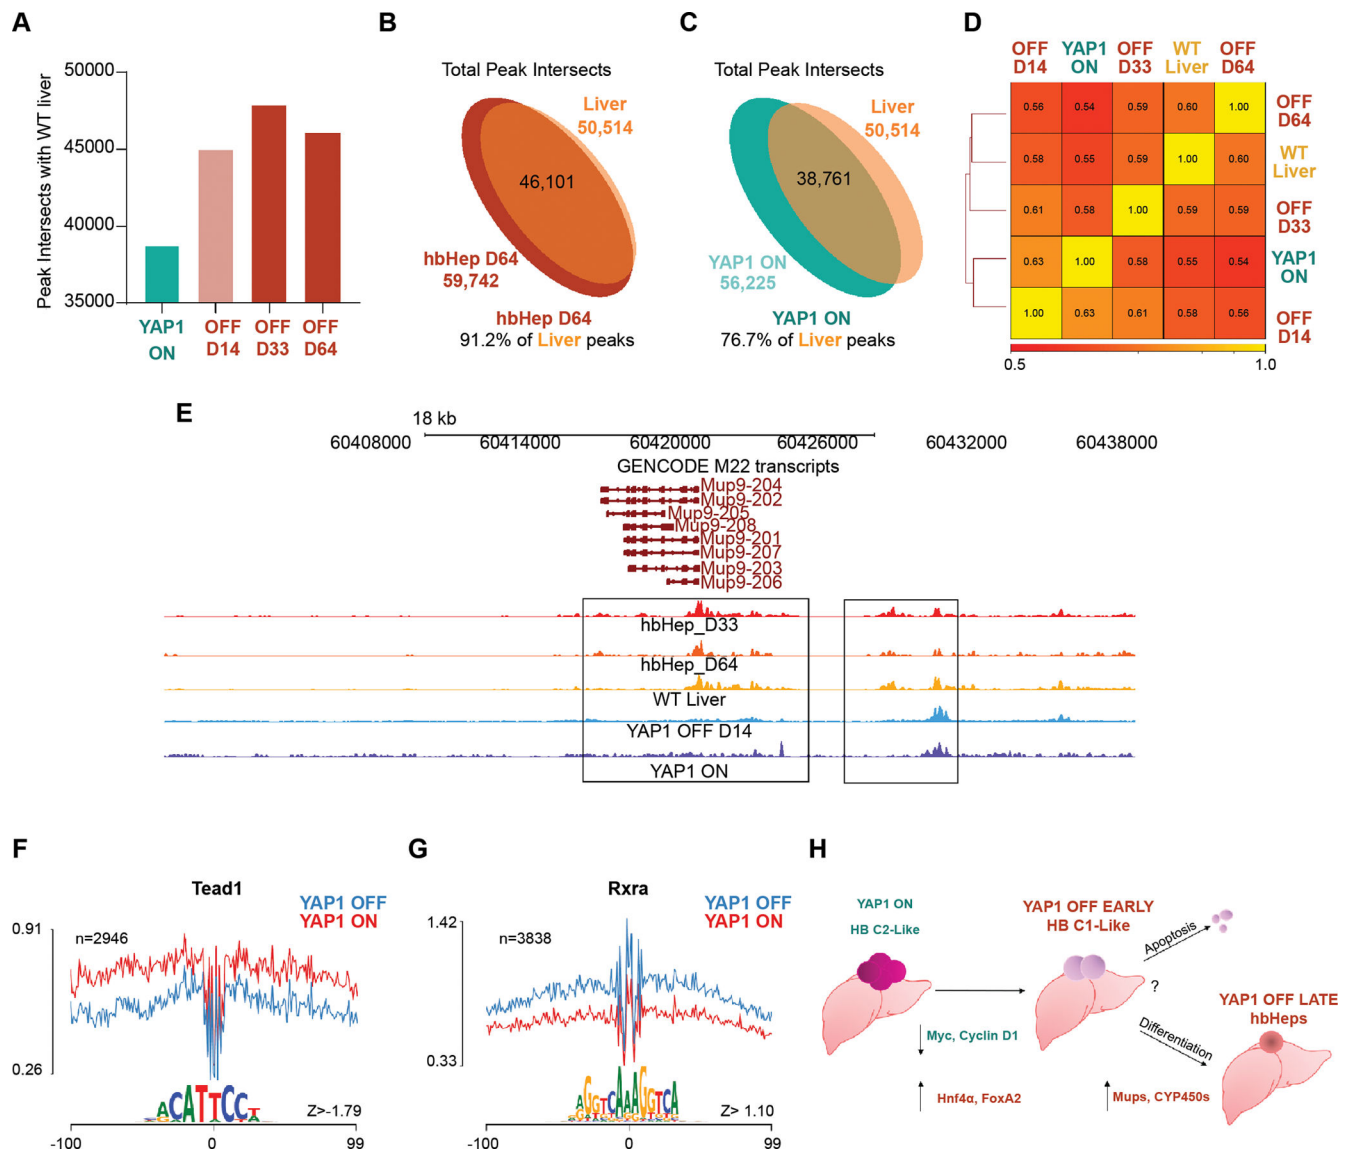 A
Peak Intersects with WT liver
50000
45000
40000
35000
YAP1
ON
OFF
D14
OFF
D33
OFF
D64
B
Total Peak Intersects
Liver
50,514
46,101
hbHep D64
59,742
hbHep D64
91.2% of Liver peaks
C
Total Peak Intersects
Liver
50,514
38,761
YAP1 ON
56,225
YAP1 ON
76.7% of Liver peaks
D
OFF
D14
YAP1
ON
OFF
D33
WT
Liver
OFF
D64
0.56 0.54 0.59 0.60 1.00
OFF
D64
0.58 0.55 0.59 1.00 0.60
WT
Liver
0.61 0.58 1.00 0.59 0.59
OFF
D33
0.63 1.00 0.58 0.55 0.54
YAP1
ON
1.00 0.63 0.61 0.58 0.56
OFF
D14
0.5 1.0
E
18 kb
60408000 60414000 60420000 60426000 60432000 60438000
GENCODE M22 transcripts
Mup9-204
Mup9-202
Mup9-205
Mup9-208
Mup9-201
Mup9-207
Mup9-203
Mup9-206
hbHep_D33
hbHep_D64
WT Liver
YAP1 OFF D14
YAP1 ON
F
Tead1
YAP1 OFF
YAP1 ON
0.91
n=2946
0.26
ACATTCCT
Z>-1.79
-100 0 99
G
Rxra
YAP1 OFF
YAP1 ON
1.42
n=3838
0.33
AGGTCAAAGGTCA
Z> 1.10
-100 0 99
H
YAP1 ON
HB C2-Like
YAP1 OFF EARLY
HB C1-Like
Apoptosis
?
YAP1 OFF LATE
hbHeps
Differentiation
Myc, Cyclin D1
Hnf4α, FoxA2
Mups, CYP450s